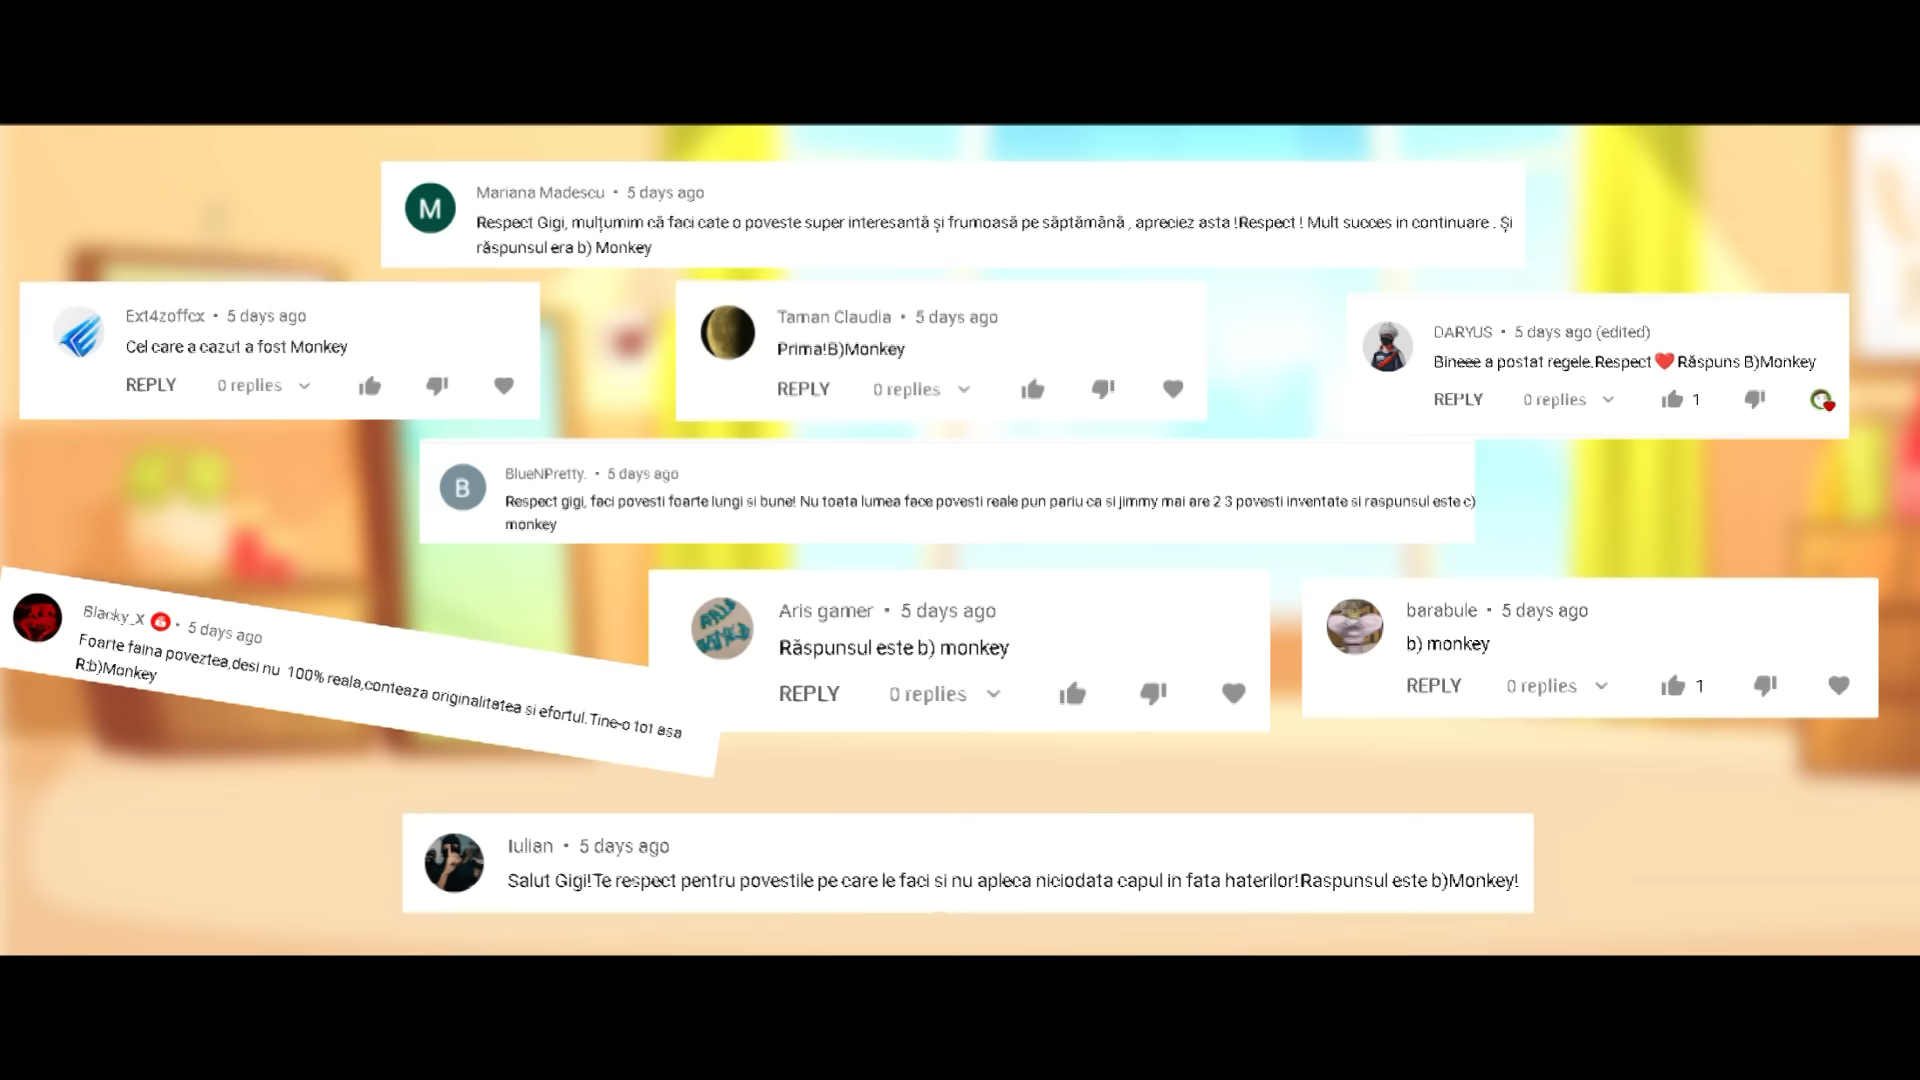 M
Mariana Madescu • 5 days ago
Respect Gigi, mulțumim că faci cate o poveste super interesantă și frumoasă pe săptămână , apreciez asta !Respect ! Mult succes in continuare . Și
răspunsul era b) Monkey
Ext4zoffcx • 5 days ago
Cel care a cazut a fost Monkey
REPLY 0 replies
Taman Claudia • 5 days ago
Prima!B)Monkey
REPLY 0 replies
DARYUS • 5 days ago (edited)
Bineee a postat regele.Respect ❤️ Răspuns B)Monkey
REPLY 0 replies 1
B
BlueNPretty. • 5 days ago
Respect gigi, faci povesti foarte lungi si bune! Nu toata lumea face povesti reale pun pariu ca si jimmy mai are 2 3 povesti inventate si raspunsul este c)
monkey
Blacky_X • 5 days ago
Foarte faina poveztea,desi nu 100% reala,conteaza originalitatea si efortul.Tine-o tot asa
R:b)Monkey
Aris gamer • 5 days ago
Răspunsul este b) monkey
REPLY 0 replies
barabule • 5 days ago
b) monkey
REPLY 0 replies 1
Iulian • 5 days ago
Salut Gigi!Te respect pentru povestile pe care le faci si nu apleca niciodata capul in fata haterilor!Raspunsul este b)Monkey!